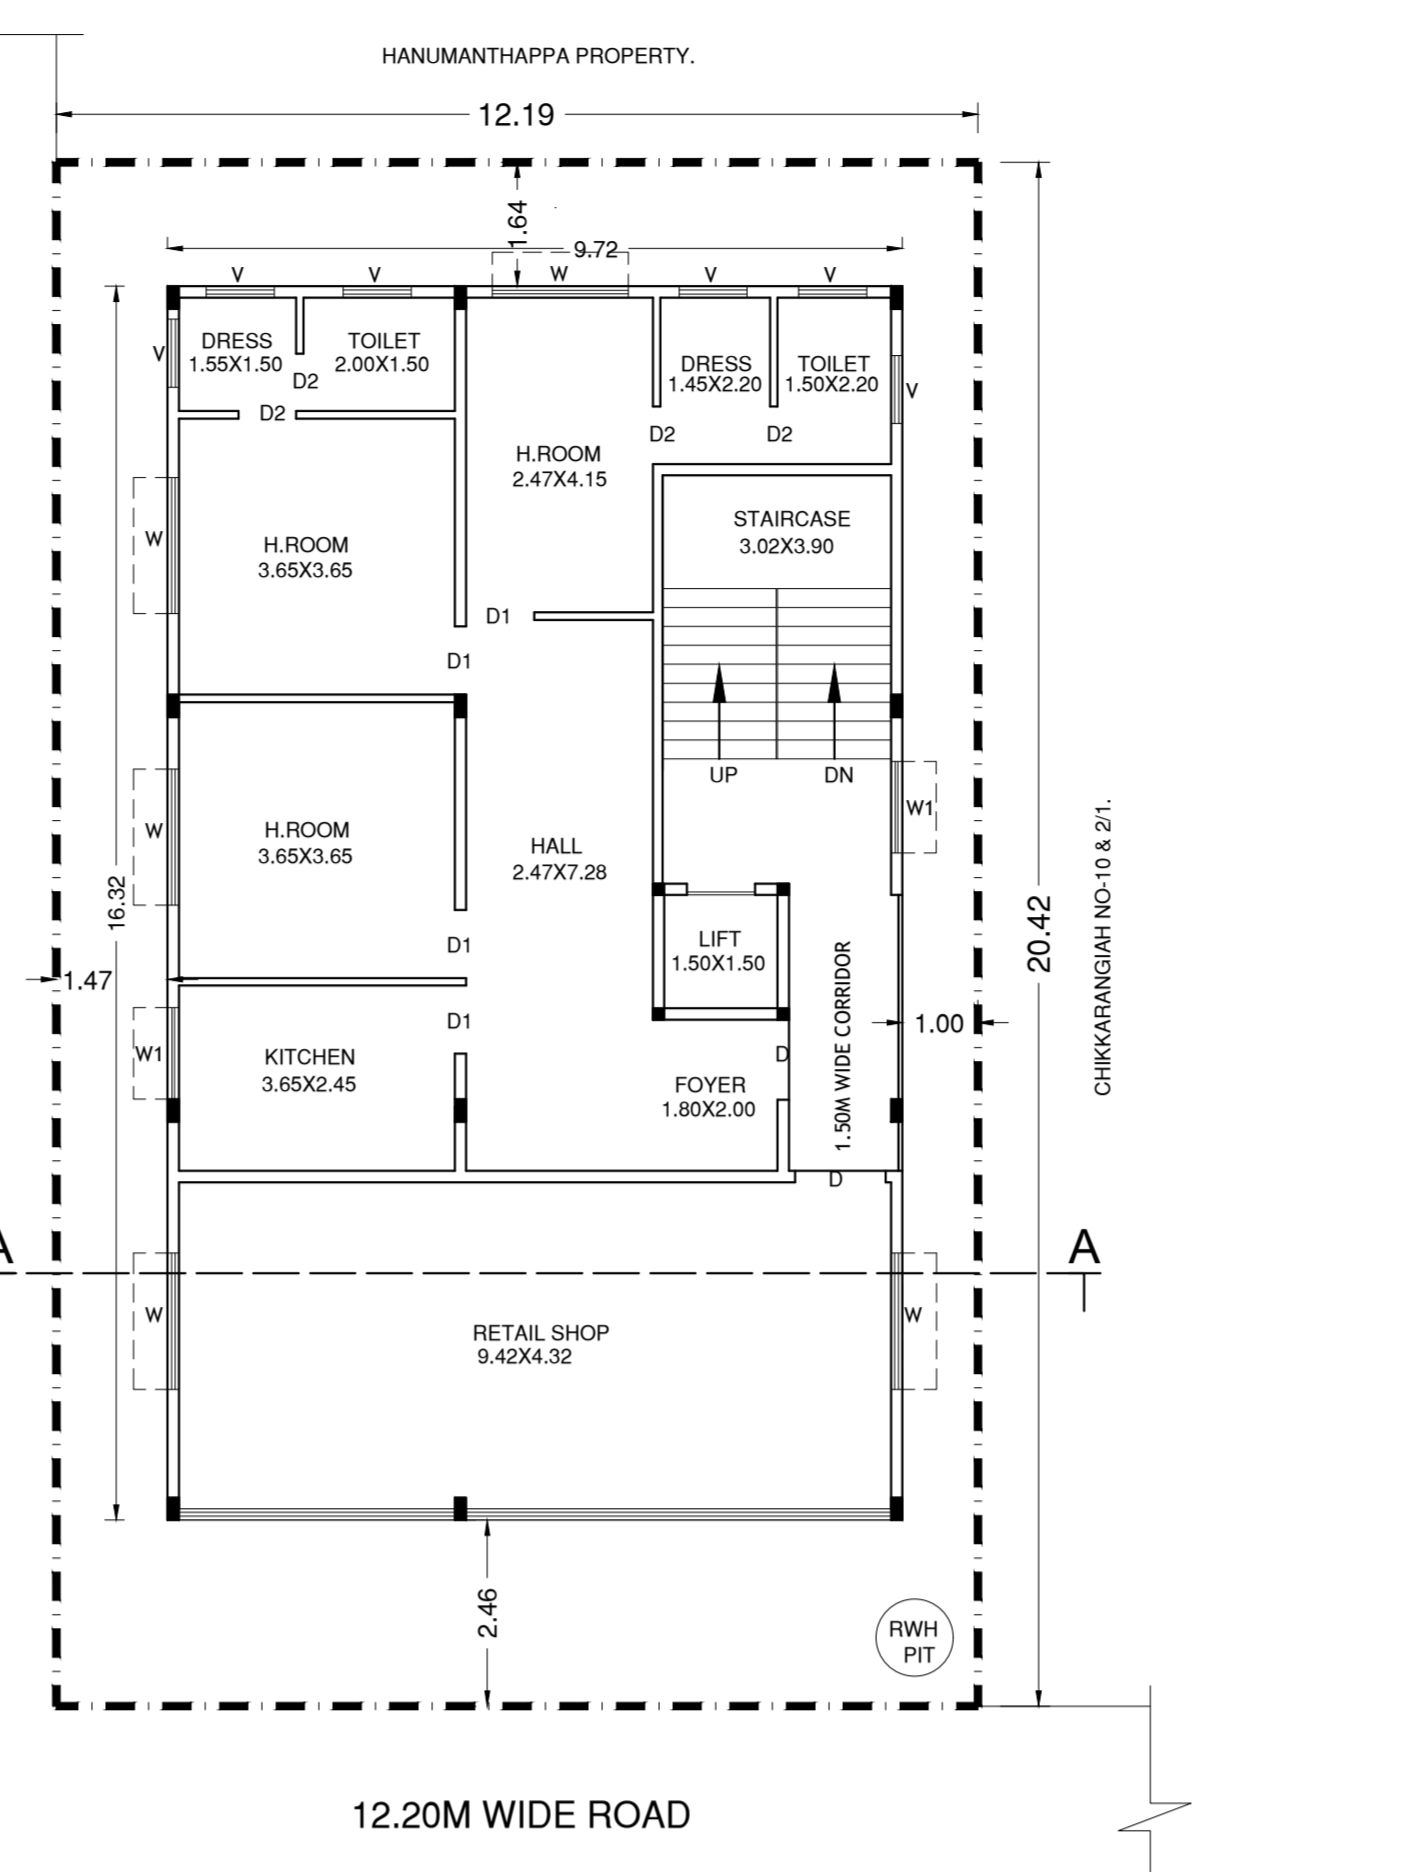 HANUMANTHAPPA PROPERTY.
12.19
1.64
9.72
V
V
W
V
V
DRESS
1.55X1.50
TOILET
2.00X1.50
V
D2
D2
DRESS
1.45X2.20
TOILET
1.50X2.20
V
D2
D2
H.ROOM
2.47X4.15
STAIRCASE
3.02X3.90
W
H.ROOM
3.65X3.65
D1
D1
UP
DN
W1
W
H.ROOM
3.65X3.65
HALL
2.47X7.28
16.32
20.42
CHIKKARANGIAH NO-10 & 2/1.
LIFT
1.50X1.50
D1
1.47
1.50M WIDE CORRIDOR
1.00
D1
W1
KITCHEN
3.65X2.45
D
FOYER
1.80X2.00
D
A
A
W
W
RETAIL SHOP
9.42X4.32
2.46
RWH
PIT
12.20M WIDE ROAD